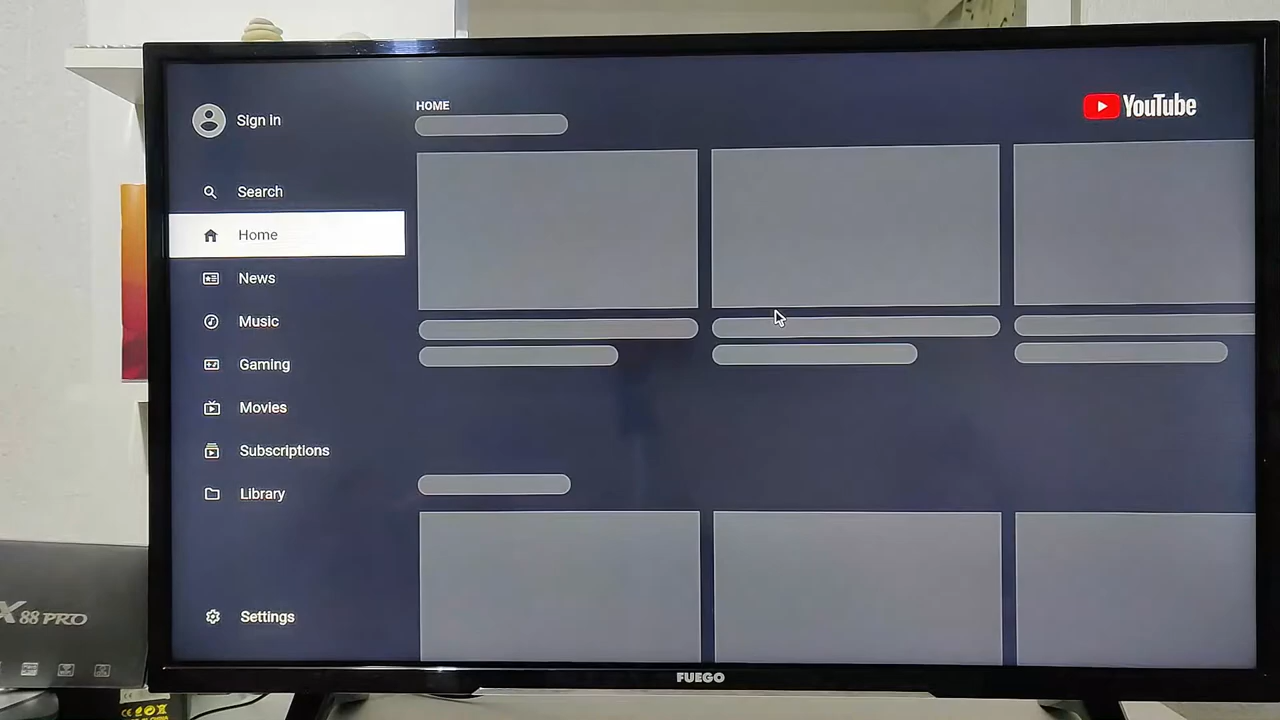 Sign in
HOME
YouTube
Search
Home
News
Music
Gaming
Movies
Subscriptions
Library
Settings
FUEGO
X88 PRO